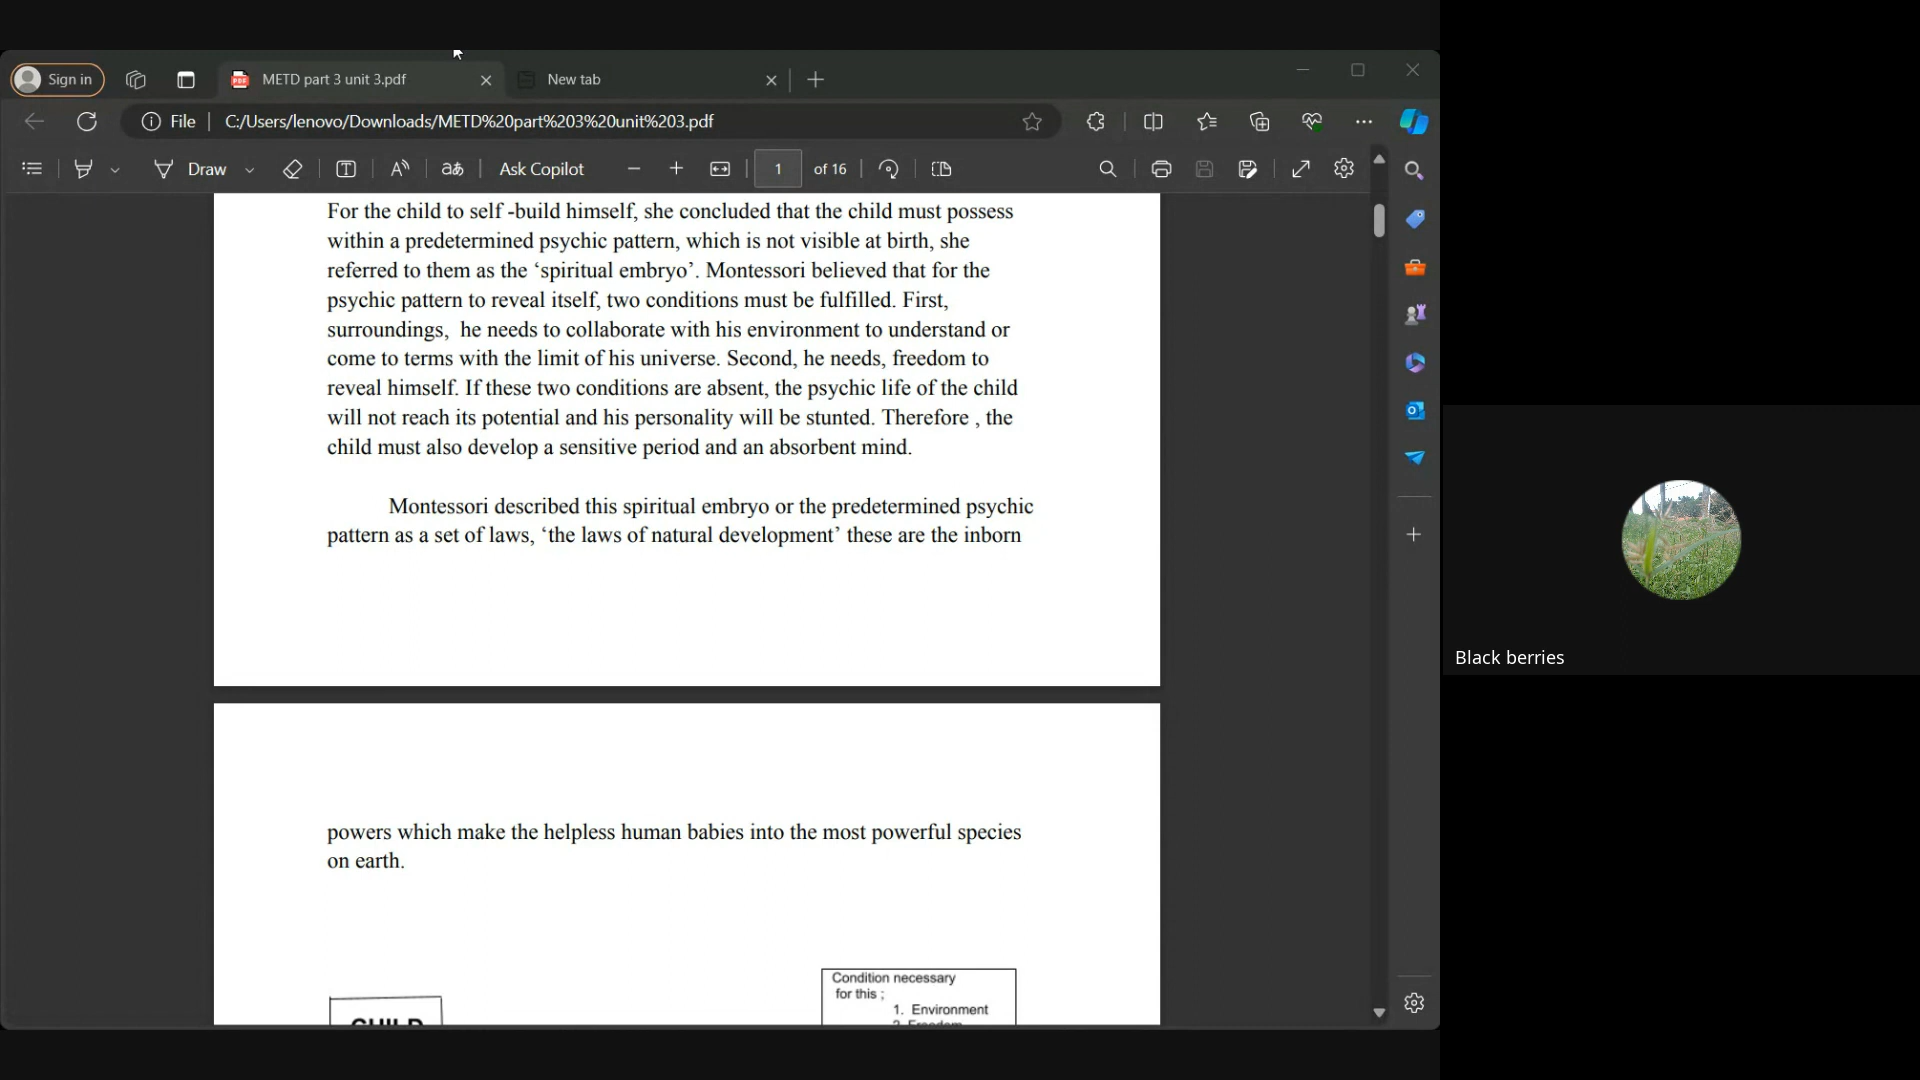 Sign in
METD part 3 unit 3.pdf
New tab
File
C:/Users/lenovo/Downloads/METD%20part%203%20unit%203.pdf
Draw
aあ
Ask Copilot
1 of 16
For the child to self -build himself, she concluded that the child must possess
within a predetermined psychic pattern, which is not visible at birth, she
referred to them as the ‘spiritual embryo’. Montessori believed that for the
psychic pattern to reveal itself, two conditions must be fulfilled. First,
surroundings,  he needs to collaborate with his environment to understand or
come to terms with the limit of his universe. Second, he needs, freedom to
reveal himself. If these two conditions are absent, the psychic life of the child
will not reach its potential and his personality will be stunted. Therefore , the
child must also develop a sensitive period and an absorbent mind.
Montessori described this spiritual embryo or the predetermined psychic
pattern as a set of laws, ‘the laws of natural development’ these are the inborn
powers which make the helpless human babies into the most powerful species
on earth.
Condition necessary
for this ;
1. Environment
2. Freedom
CHILD
Black berries